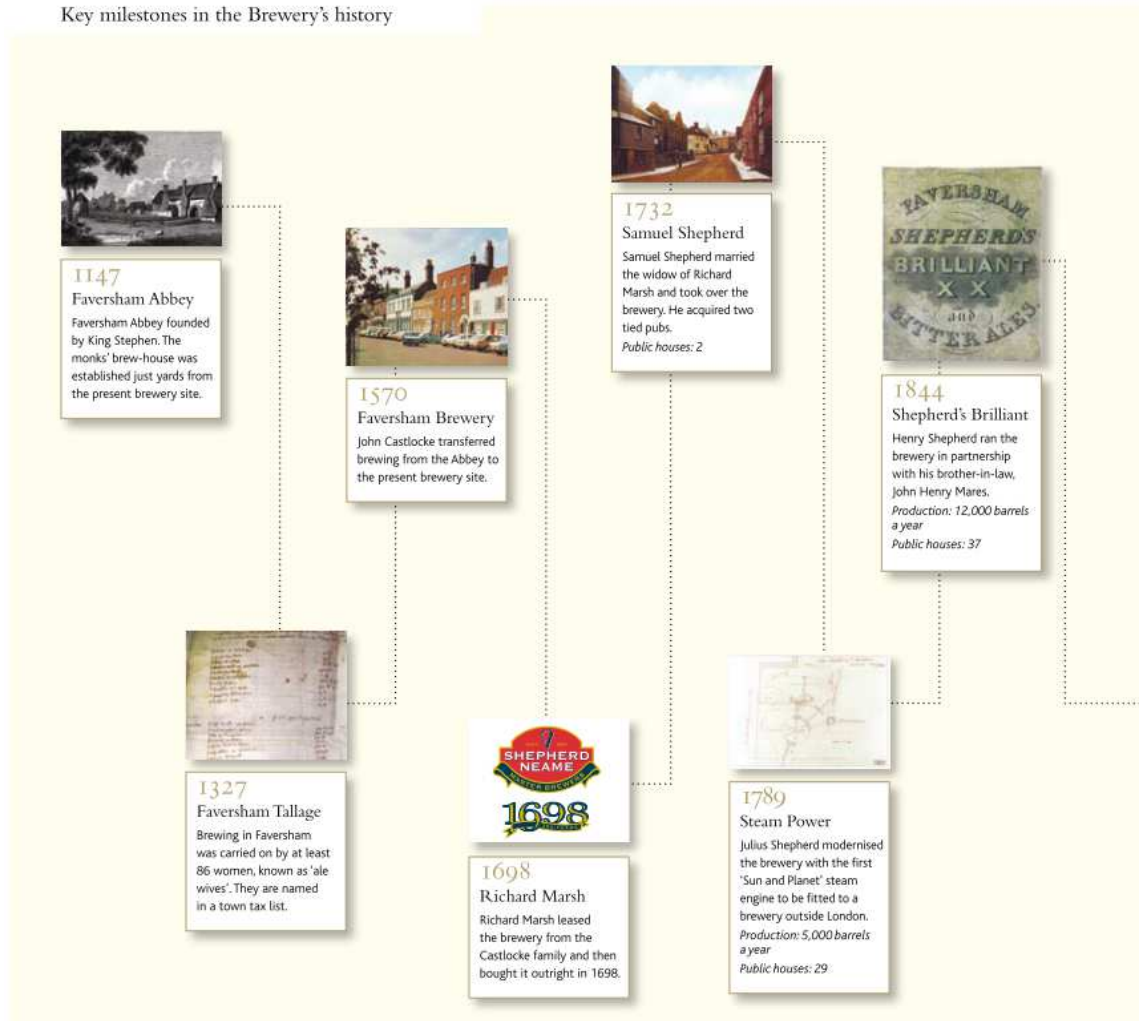 Key milestones in the Brewery's history
1147
Faversham Abbey
Faversham Abbey founded
by King Stephen. The
monks' brew-house was
established just yards from
the present brewery site.
1327
Faversham Tallage
Brewing in Faversham
was carried on by at least
86 women, known as 'ale
wives'. They are named
in a town tax list.
1570
Faversham Brewery
John Castlocke transferred
brewing from the Abbey to
the present brewery site.
SHEPHERD
NEAME
MASTER BREWERS
1698
1698
Richard Marsh
Richard Marsh leased
the brewery from the
Castlocke family and then
bought it outright in 1698.
1732
Samuel Shepherd
Samuel Shepherd married
the widow of Richard
Marsh and took over the
brewery. He acquired two
tied pubs.
Public houses: 2
1789
Steam Power
Julius Shepherd modernised
the brewery with the first
'Sun and Planet' steam
engine to be fitted to a
brewery outside London.
Production: 5,000 barrels
a year
Public houses: 29
FAVERSHAM
SHEPHERD'S
BRILLIANT
XX
and
BITTER ALES.
1844
Shepherd's Brilliant
Henry Shepherd ran the
brewery in partnership
with his brother-in-law,
John Henry Mares.
Production: 12,000 barrels
a year
Public houses: 37